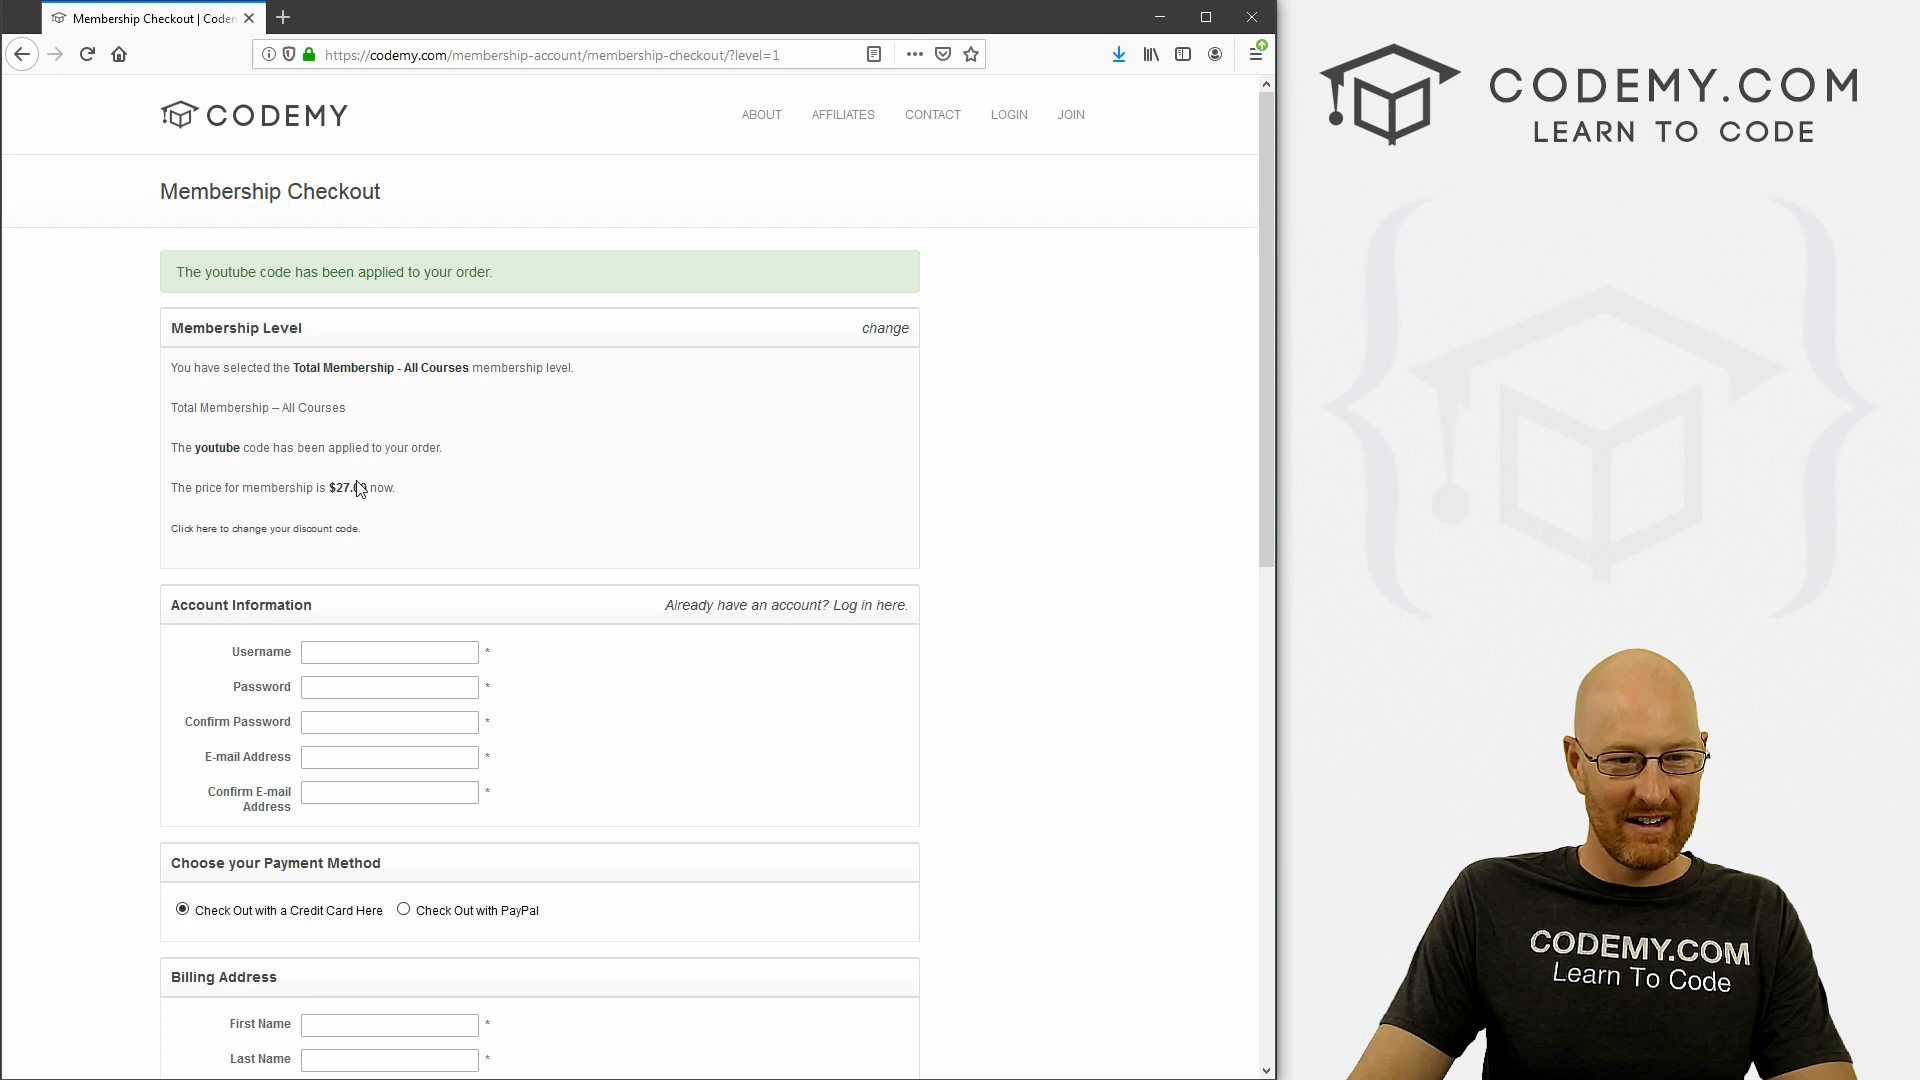 Membership Checkout | Codem
https://codemy.com/membership-account/membership-checkout/?level=1
CODEMY
ABOUT AFFILIATES CONTACT LOGIN JOIN
Membership Checkout
The youtube code has been applied to your order.
Membership Level change
You have selected the Total Membership - All Courses membership level.
Total Membership – All Courses
The youtube code has been applied to your order.
The price for membership is now.
Click here to change your discount code.
Account Information Already have an account? Log in here.
Username *
Password *
Confirm Password *
E-mail Address *
Confirm E-mail *
Address
Choose your Payment Method
Check Out with a Credit Card Here Check Out with PayPal
Billing Address
First Name *
Last Name *
CODEMY.COM
LEARN TO CODE
CODEMY.COM
Learn To Code